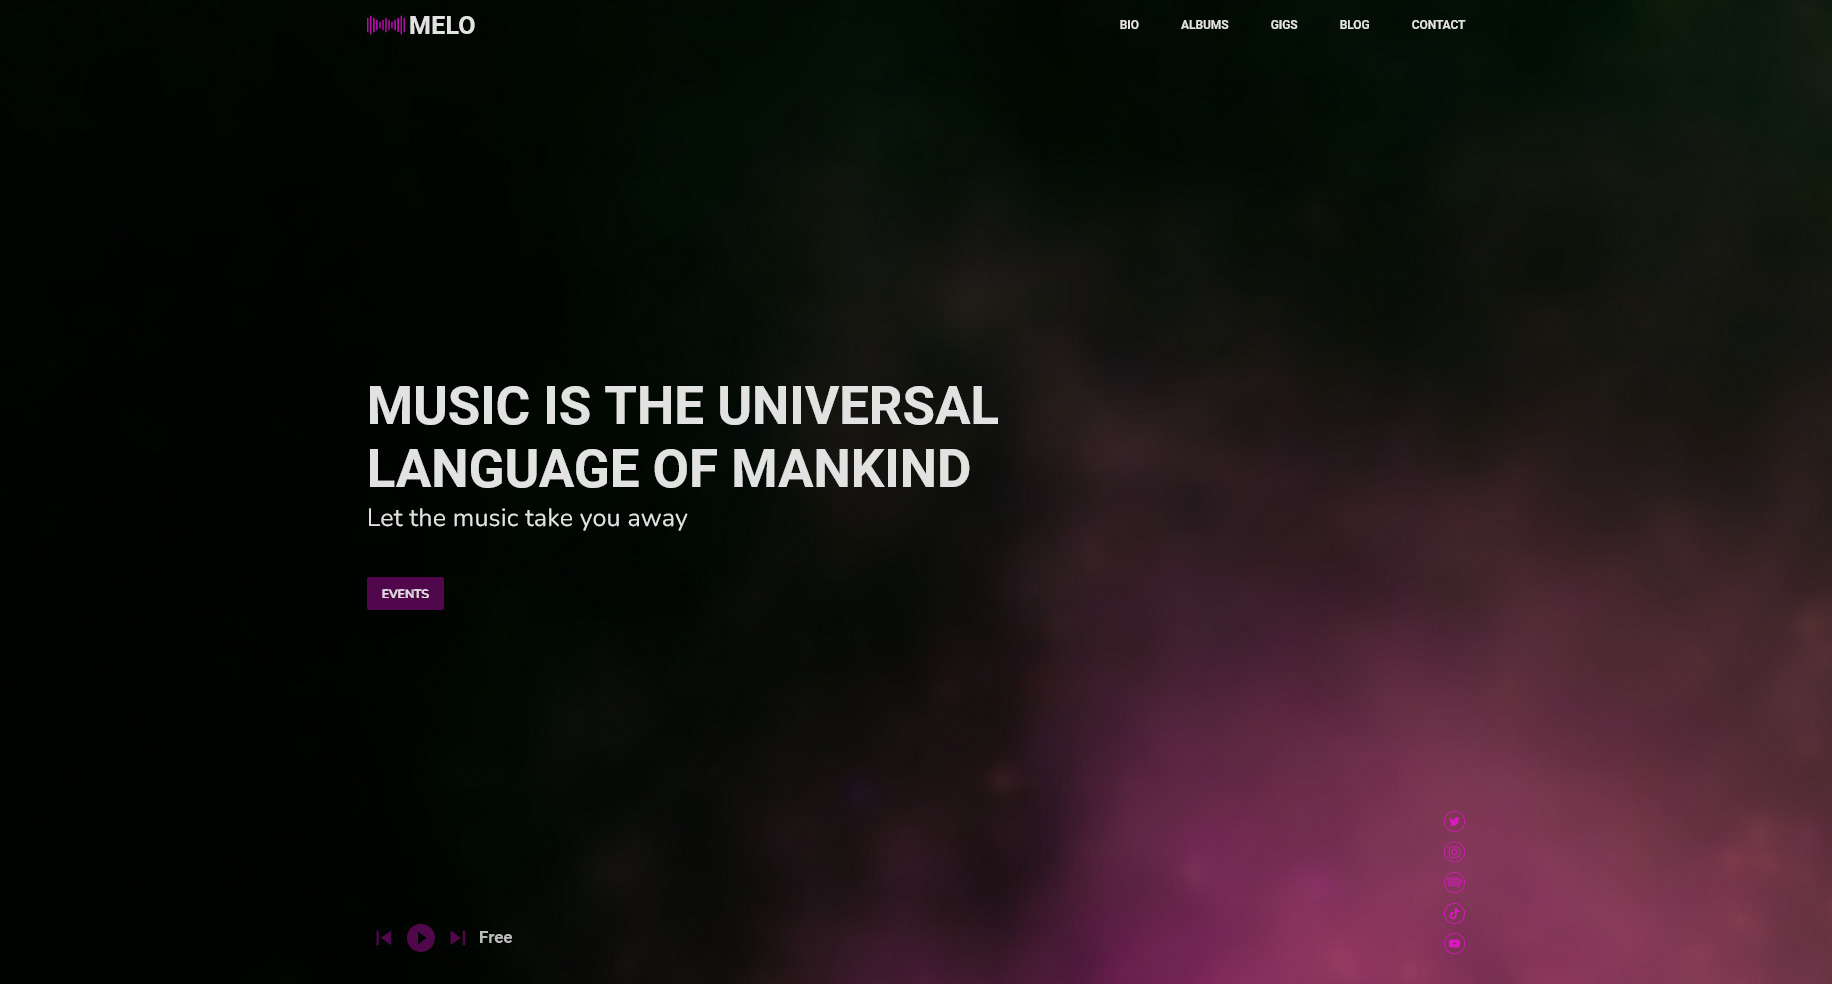 MELO
BIO
ALBUMS
GIGS
BLOG
CONTACT
MUSIC IS THE UNIVERSAL
LANGUAGE OF MANKIND
Let the music take you away
EVENTS
Free